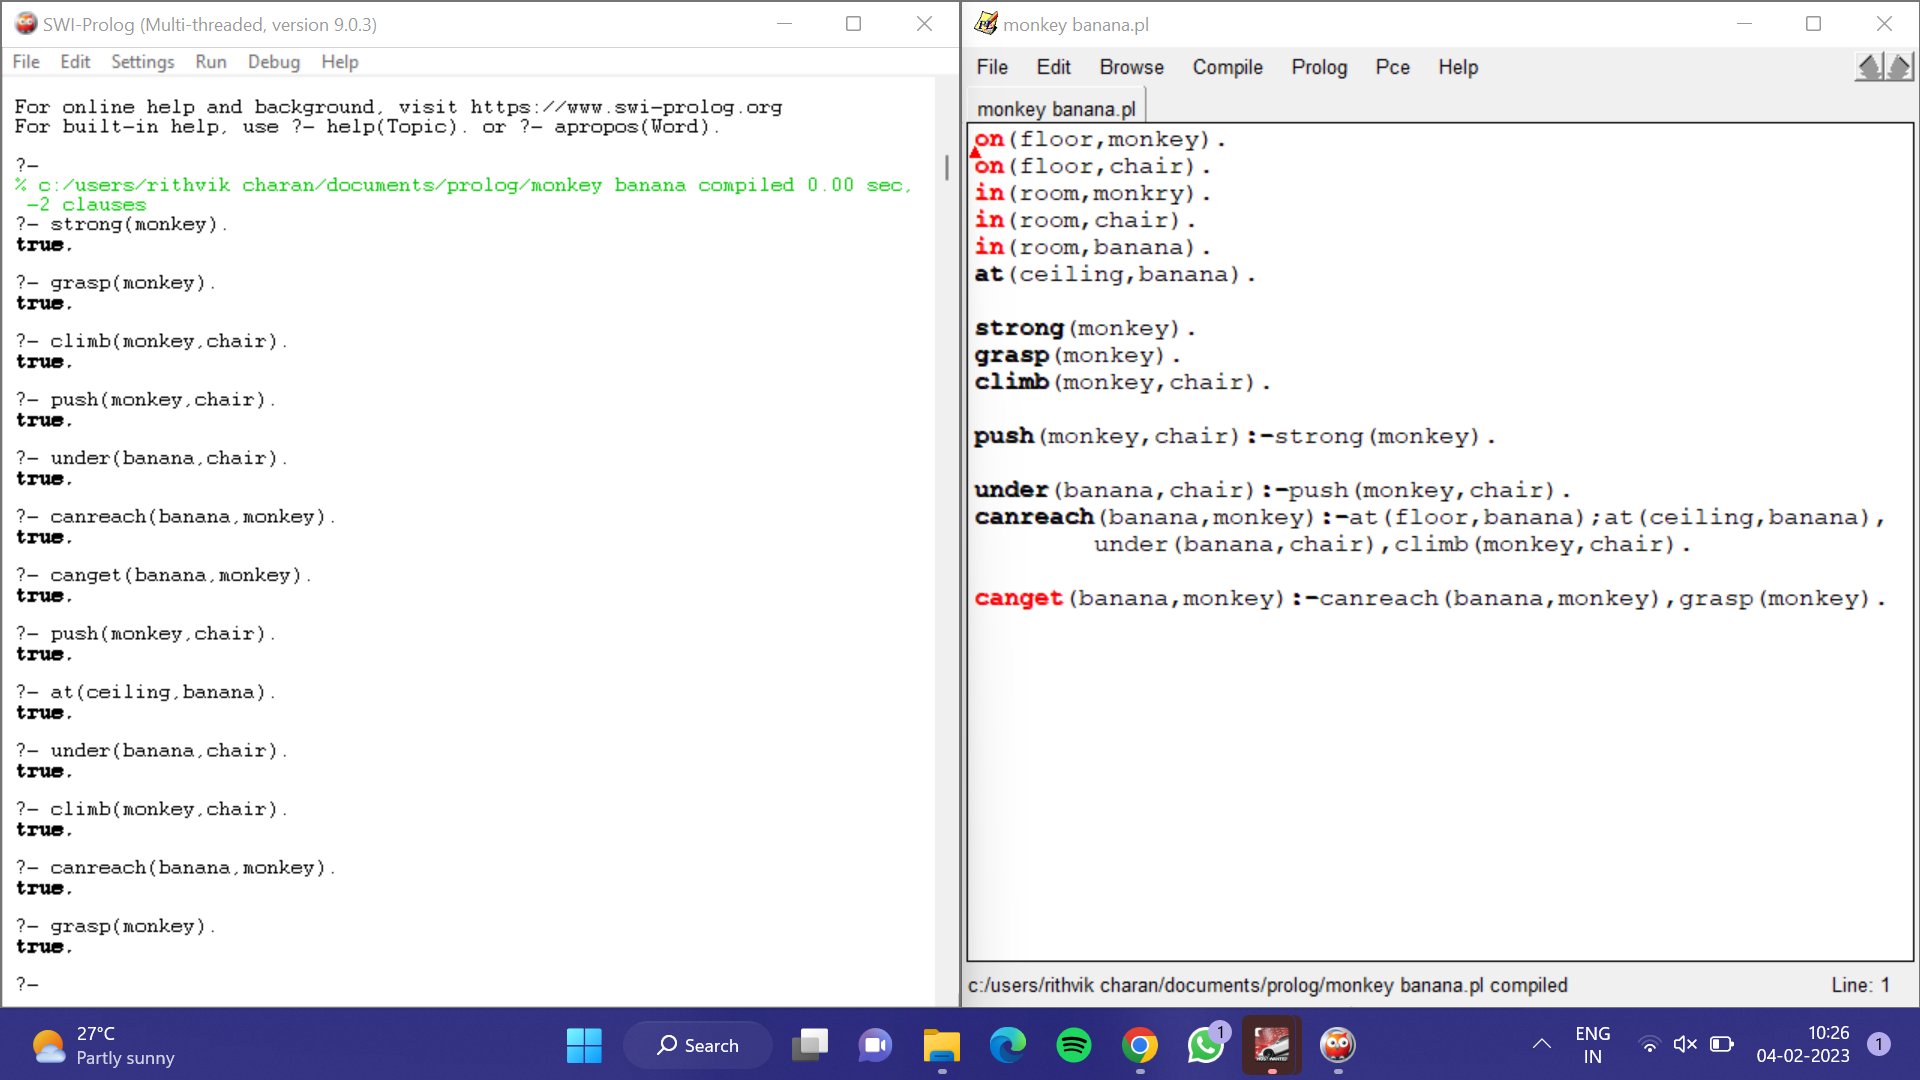 SWI-Prolog (Multi-threaded, version 9.0.3)
File Edit Settings Run Debug Help
For online help and background, visit https://www.swi-prolog.org
For built-in help, use ?- help(Topic). or ?- apropos(Word).
?-
% c:/users/rithvik charan/documents/prolog/monkey banana compiled 0.00 sec,
-2 clauses
?- strong(monkey).
true.
?- grasp(monkey).
true.
?- climb(monkey,chair).
true.
?- push(monkey,chair).
true.
?- under(banana,chair).
true.
?- canreach(banana,monkey).
true.
?- canget(banana,monkey).
true.
?- push(monkey,chair).
true.
?- at(ceiling,banana).
true.
?- under(banana,chair).
true.
?- climb(monkey,chair).
true.
?- canreach(banana,monkey).
true.
?- grasp(monkey).
true.
?-
monkey banana.pl
File Edit Browse Compile Prolog Pce Help
monkey banana.pl
on(floor,monkey).
on(floor,chair).
in(room,monkry).
in(room,chair).
in(room,banana).
at(ceiling,banana).
strong(monkey).
grasp(monkey).
climb(monkey,chair).
push(monkey,chair):-strong(monkey).
under(banana,chair):-push(monkey,chair).
canreach(banana,monkey):-at(floor,banana);at(ceiling,banana),
under(banana,chair),climb(monkey,chair).
canget(banana,monkey):-canreach(banana,monkey),grasp(monkey).
c:/users/rithvik charan/documents/prolog/monkey banana.pl compiled Line: 1
27°C
Partly sunny
Search
1
ENG
IN
10:26
04-02-2023
1